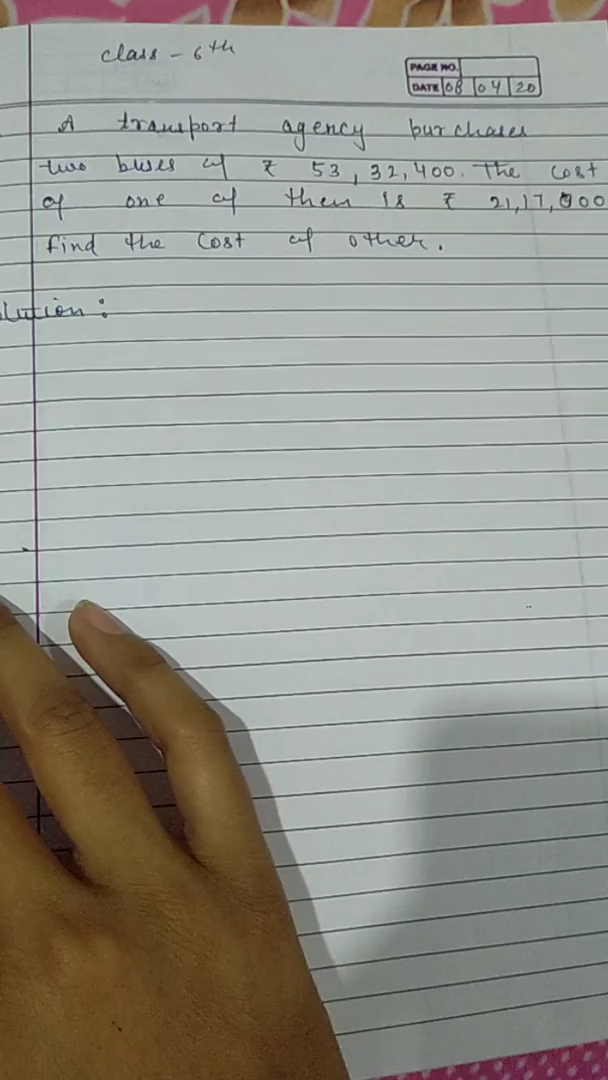 class - 6th
PAGE NO.
DATE 08 04 20
A transport agency purchases
two buses of ₹ 53,32,400. The cost
of one of them is ₹ 21,17,000
find the cost of other.
lution :